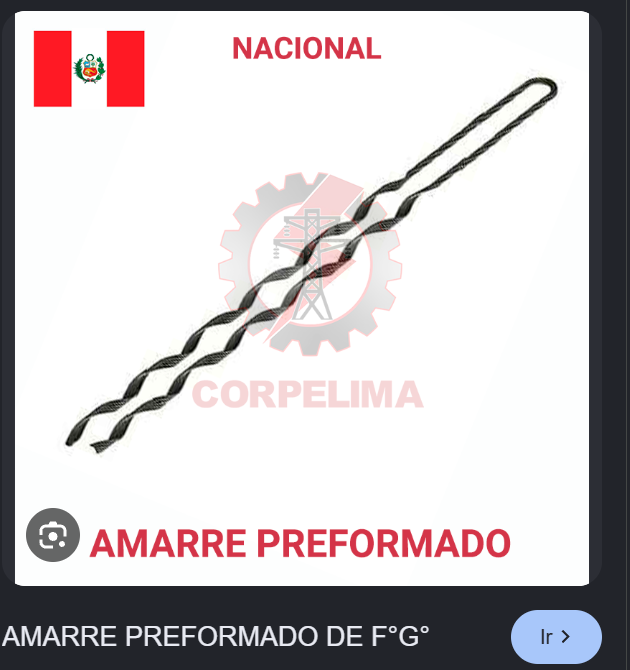 NACIONAL
CORPELIMA
AMARRE PREFORMADO
AMARRE PREFORMADO DE F°G°
Ir